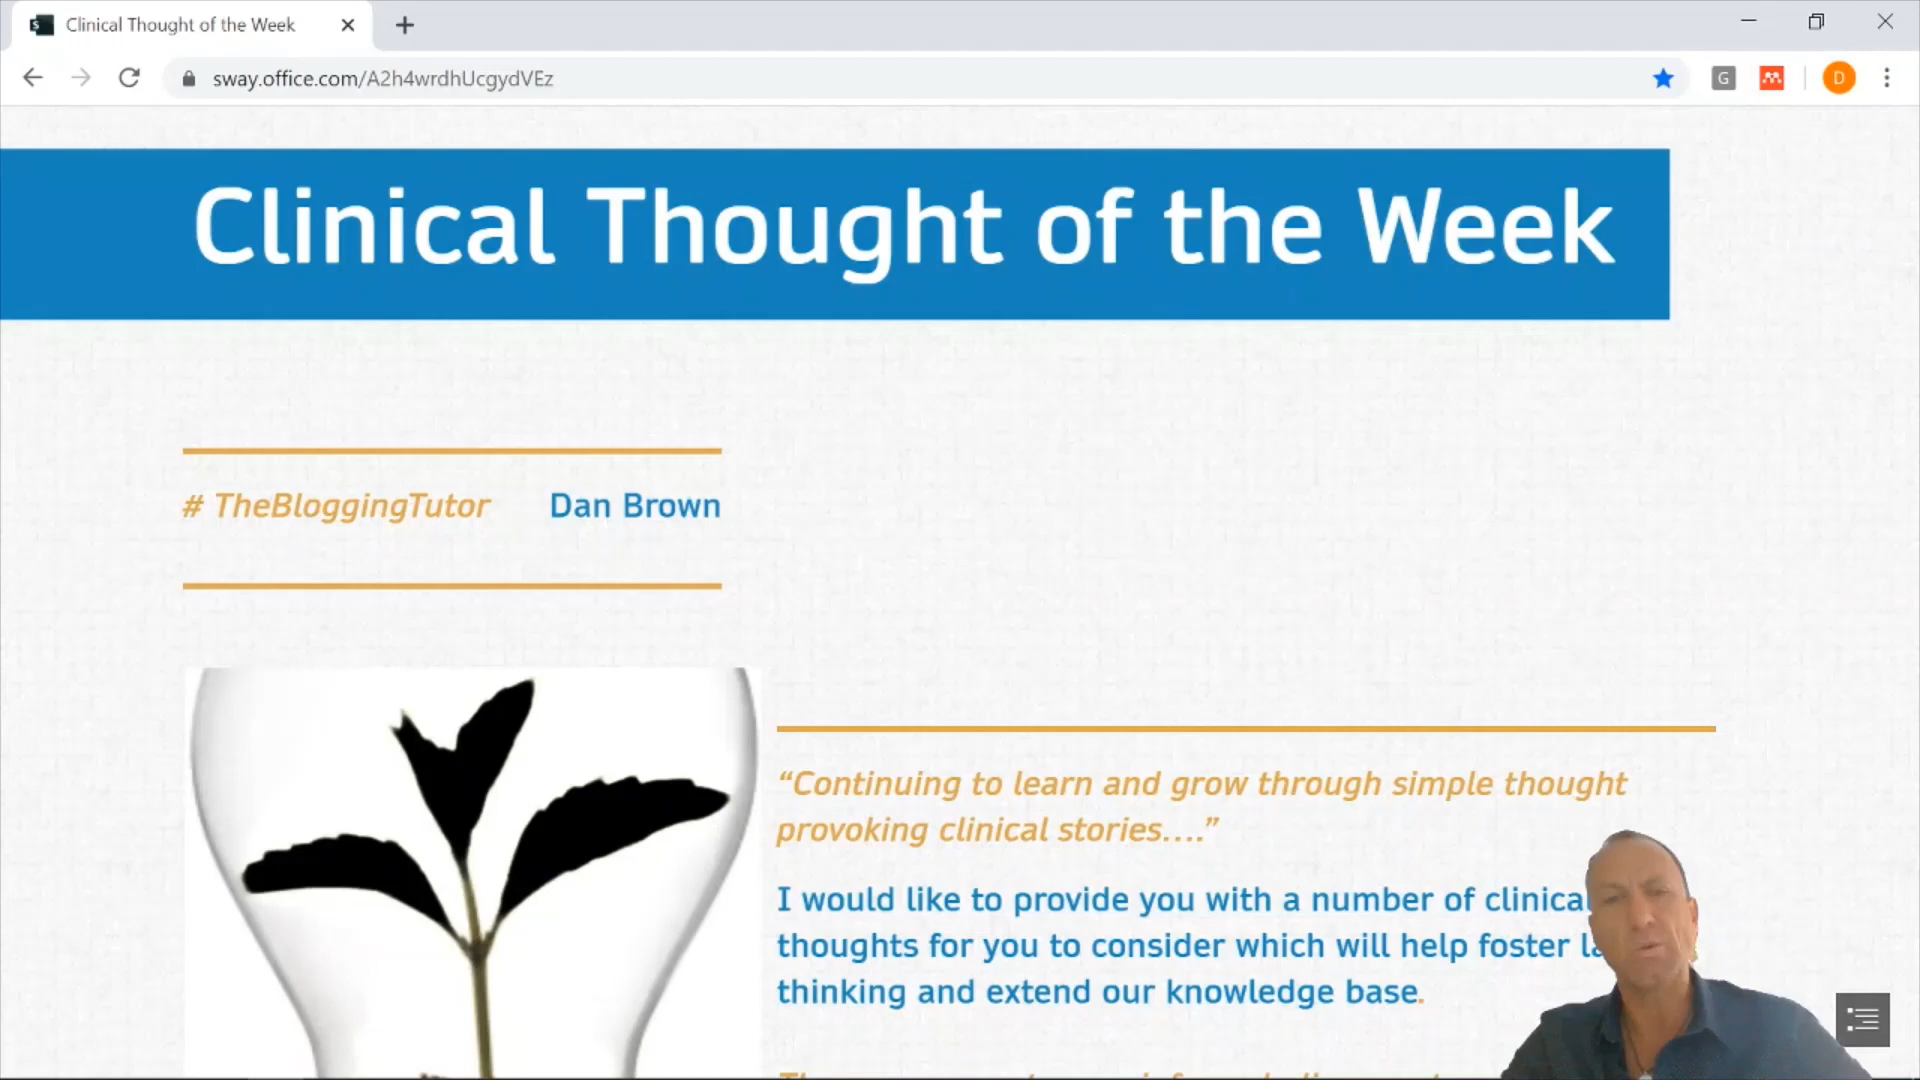 Clinical Thought of the Week
sway.office.com/A2h4wrdhUcgydVEz
G
D
Clinical Thought of the Week
# TheBloggingTutor Dan Brown
“Continuing to learn and grow through simple thought
provoking clinical stories....”
I would like to provide you with a number of clinical
thoughts for you to consider which will help foster
thinking and extend our knowledge base.